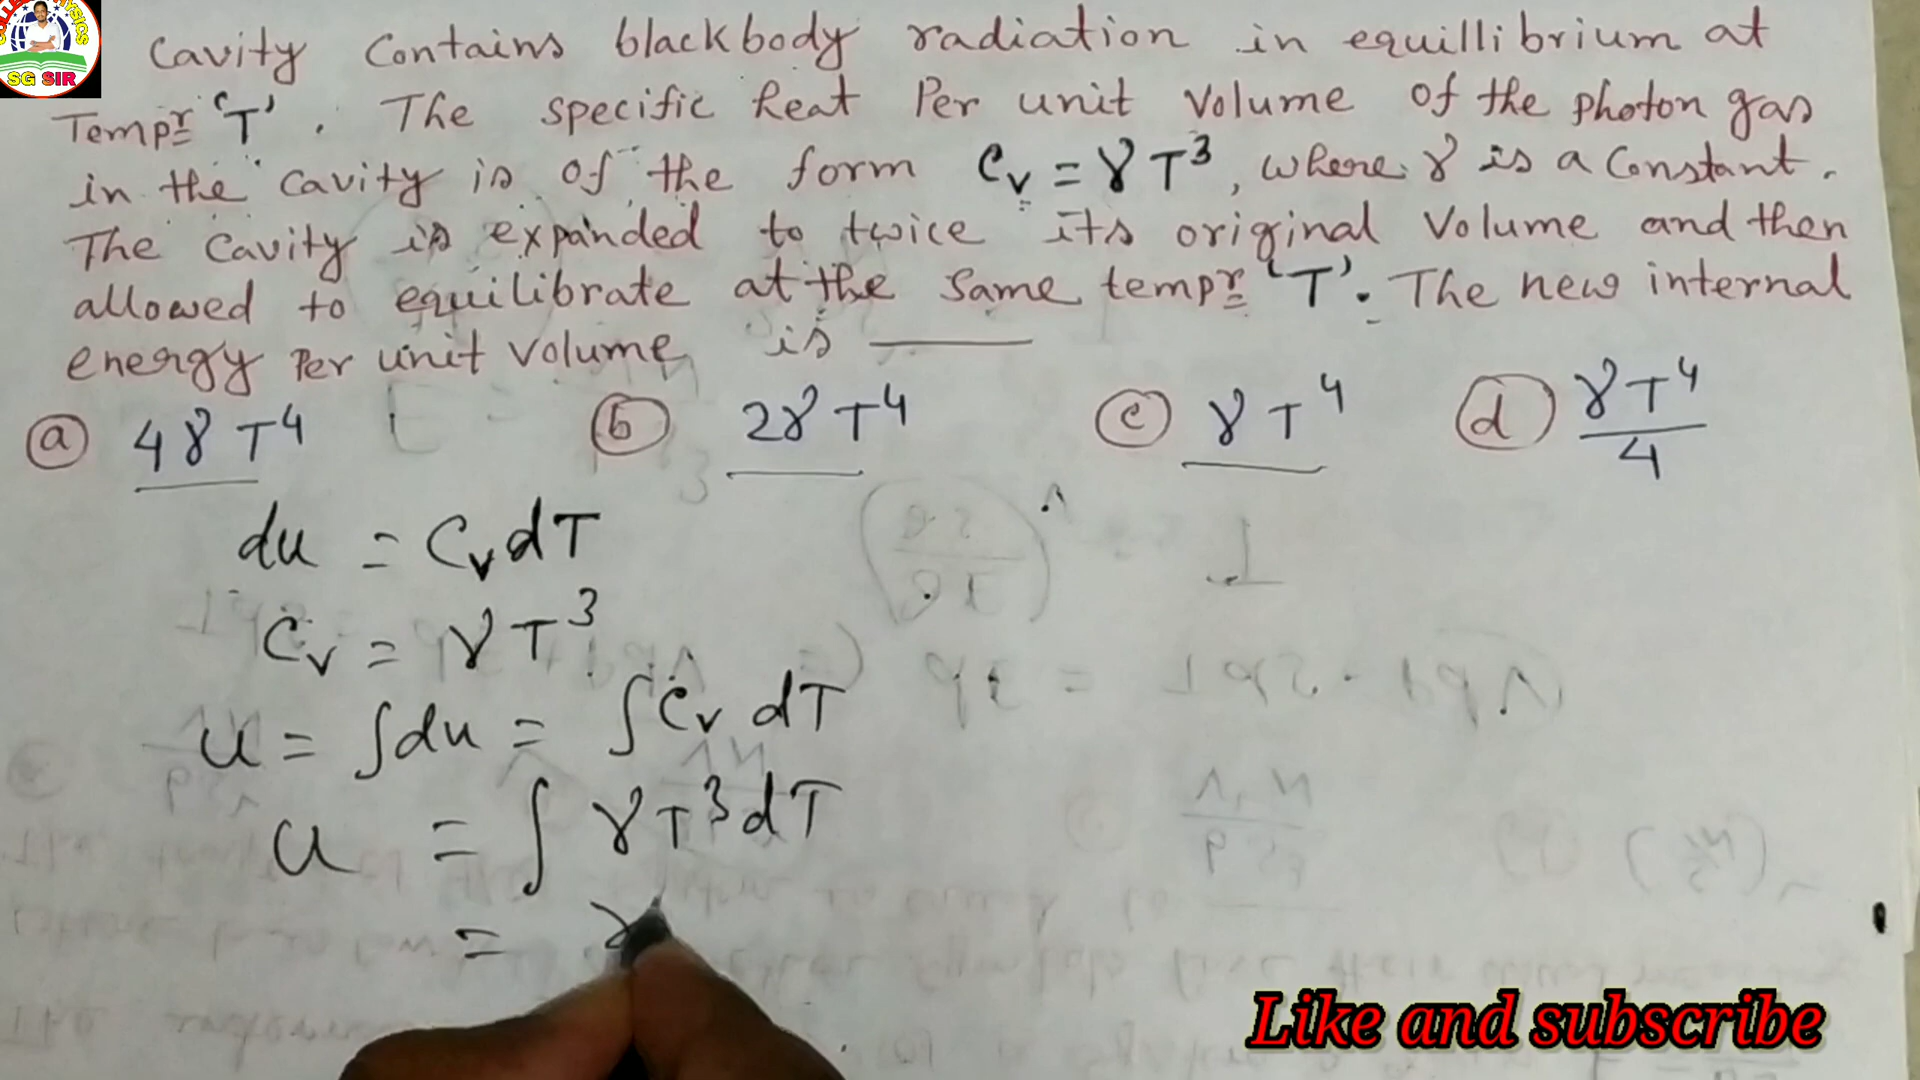 SG SIR
Cavity Contains blackbody radiation in equillibrium at
Tempr 'T'. The specific heat Per unit Volume of the photon gas
in the cavity is of the form Cv = γT³, where γ is a Constant.
The cavity is expanded to twice its original Volume and then
allowed to equilibrate at the same tempr 'T'. The new internal
energy Per unit volume is ______
(a) 4γT⁴ (b) 2γT⁴ (c) γT⁴ (d) γT⁴/4
du = Cv dT
Cv = γT³
u = ∫du = ∫Cv dT
u = ∫ γT³dT
= γ
Like and subscribe